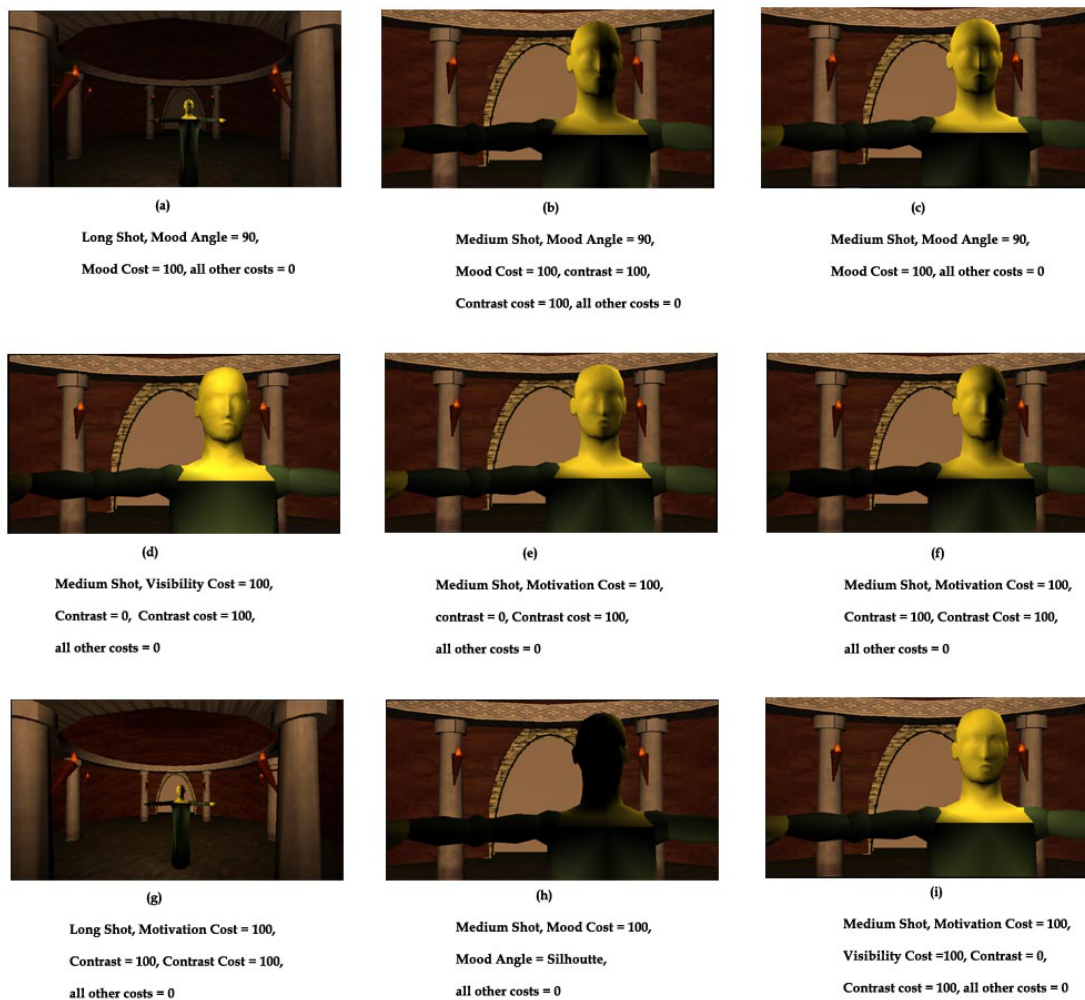 (a)
Long Shot, Mood Angle = 90,
Mood Cost = 100, all other costs = 0
(b)
Medium Shot, Mood Angle = 90,
Mood Cost = 100, contrast = 100,
Contrast cost = 100, all other costs = 0
(c)
Medium Shot, Mood Angle = 90,
Mood Cost = 100, all other costs = 0
(d)
Medium Shot, Visibility Cost = 100,
Contrast = 0, Contrast cost = 100,
all other costs = 0
(e)
Medium Shot, Motivation Cost = 100,
contrast = 0, Contrast cost = 100,
all other costs = 0
(f)
Medium Shot, Motivation Cost = 100,
Contrast = 100, Contrast Cost = 100,
all other costs = 0
(g)
Long Shot, Motivation Cost = 100,
Contrast = 100, Contrast Cost = 100,
all other costs = 0
(h)
Medium Shot, Mood Cost = 100,
Mood Angle = Silhoutte,
all other costs = 0
(i)
Medium Shot, Motivation Cost = 100,
Visibility Cost =100, Contrast = 0,
Contrast cost = 100, all other costs = 0